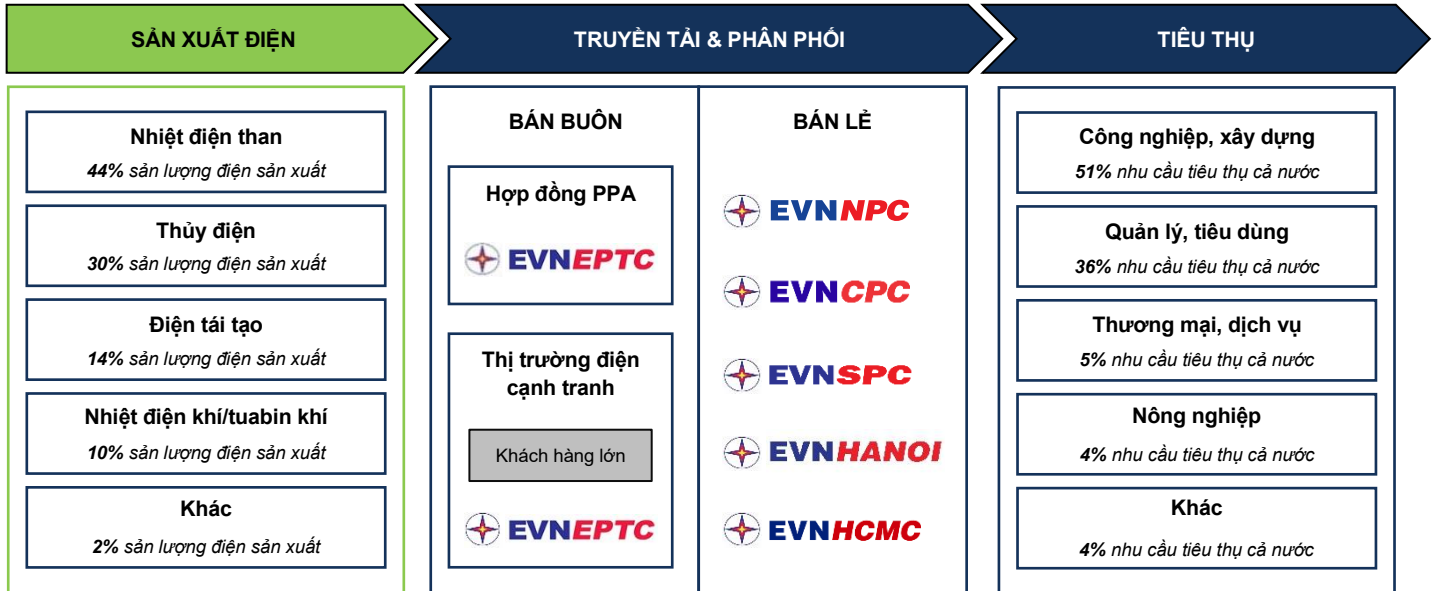 SẢN XUẤT ĐIỆN
TRUYỀN TẢI & PHÂN PHỐI
TIÊU THỤ
Nhiệt điện than
44% sản lượng điện sản xuất
Thủy điện
30% sản lượng điện sản xuất
Điện tái tạo
14% sản lượng điện sản xuất
Nhiệt điện khí/tuabin khí
10% sản lượng điện sản xuất
Khác
2% sản lượng điện sản xuất
BÁN BUÔN
Hợp đồng PPA
EVNEPTC
Thị trường điện
cạnh tranh
Khách hàng lớn
EVNEPTC
BÁN LẺ
EVNNPC
EVNCPC
EVNSPC
EVNHANOI
EVNHCMC
Công nghiệp, xây dựng
51% nhu cầu tiêu thụ cả nước
Quản lý, tiêu dùng
36% nhu cầu tiêu thụ cả nước
Thương mại, dịch vụ
5% nhu cầu tiêu thụ cả nước
Nông nghiệp
4% nhu cầu tiêu thụ cả nước
Khác
4% nhu cầu tiêu thụ cả nước